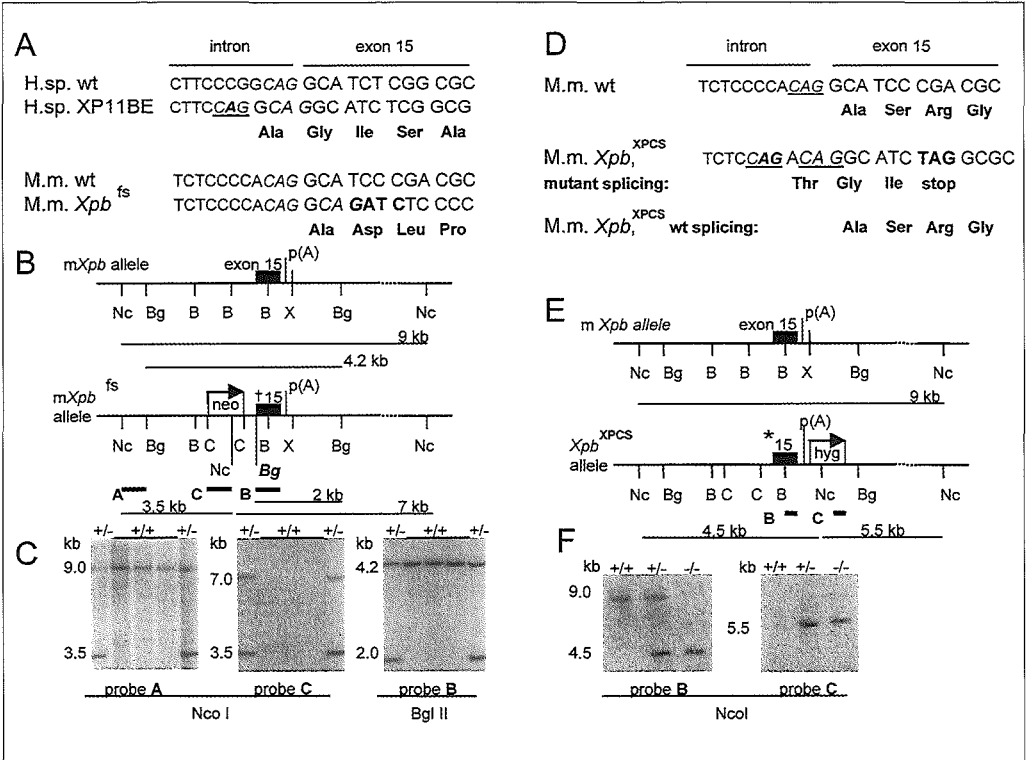 A
intron exon 15
H.sp. wt CTTCCCGGCAG GCA TCT CGG CGC
H.sp. XP11BE CTTCCAG GCA GGC ATC TCG GCG
Ala Gly Ile Ser Ala
M.m. wt TCTCCCCACAG GCA TCC CGA CGC
M.m. Xpb fs TCTCCCCACAG GCA GAT CTC CCC
Ala Asp Leu Pro
B
mXpb allele exon 15 p(A)
Nc Bg B B B X Bg Nc
9 kb
4.2 kb
mXpb fs allele neo †15 p(A)
Nc Bg B C C B X Bg Nc
Nc Bg
A C B 2 kb
3.5 kb 7 kb
C
+/- +/+ +/- +/- +/+ +/- +/- +/+ +/-
kb kb kb
9.0 7.0 4.2
3.5 3.5 2.0
probe A probe C probe B
Nco I Bgl II
D
intron exon 15
M.m. wt TCTCCCCACAG GCA TCC CGA CGC
Ala Ser Arg Gly
M.m. Xpb, XPCS TCTCCAG ACA GGC ATC TAG GCGC
mutant splicing: Thr Gly Ile stop
M.m. Xpb, XPCS wt splicing: Ala Ser Arg Gly
E
m Xpb allele exon 15 p(A)
Nc Bg B B B X Bg Nc
9 kb
Xpb XPCS allele * 15 p(A) hyg
Nc Bg B C C B Nc Bg Nc
B C
4.5 kb 5.5 kb
F
kb +/+ +/- -/- kb +/+ +/- -/-
9.0
5.5
4.5
probe B probe C
NcoI